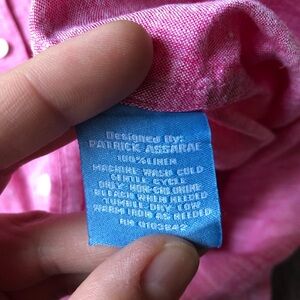 Designed By:
PATRICK ASSARAF
100% LINEN
MACHINE WASH COLD
GENTLE CYCLE
ONLY NON-CHLORINE
BLEACH WHEN NEEDED
TUMBLE DRY LOW
WARM IRON AS NEEDED
RN 0103842